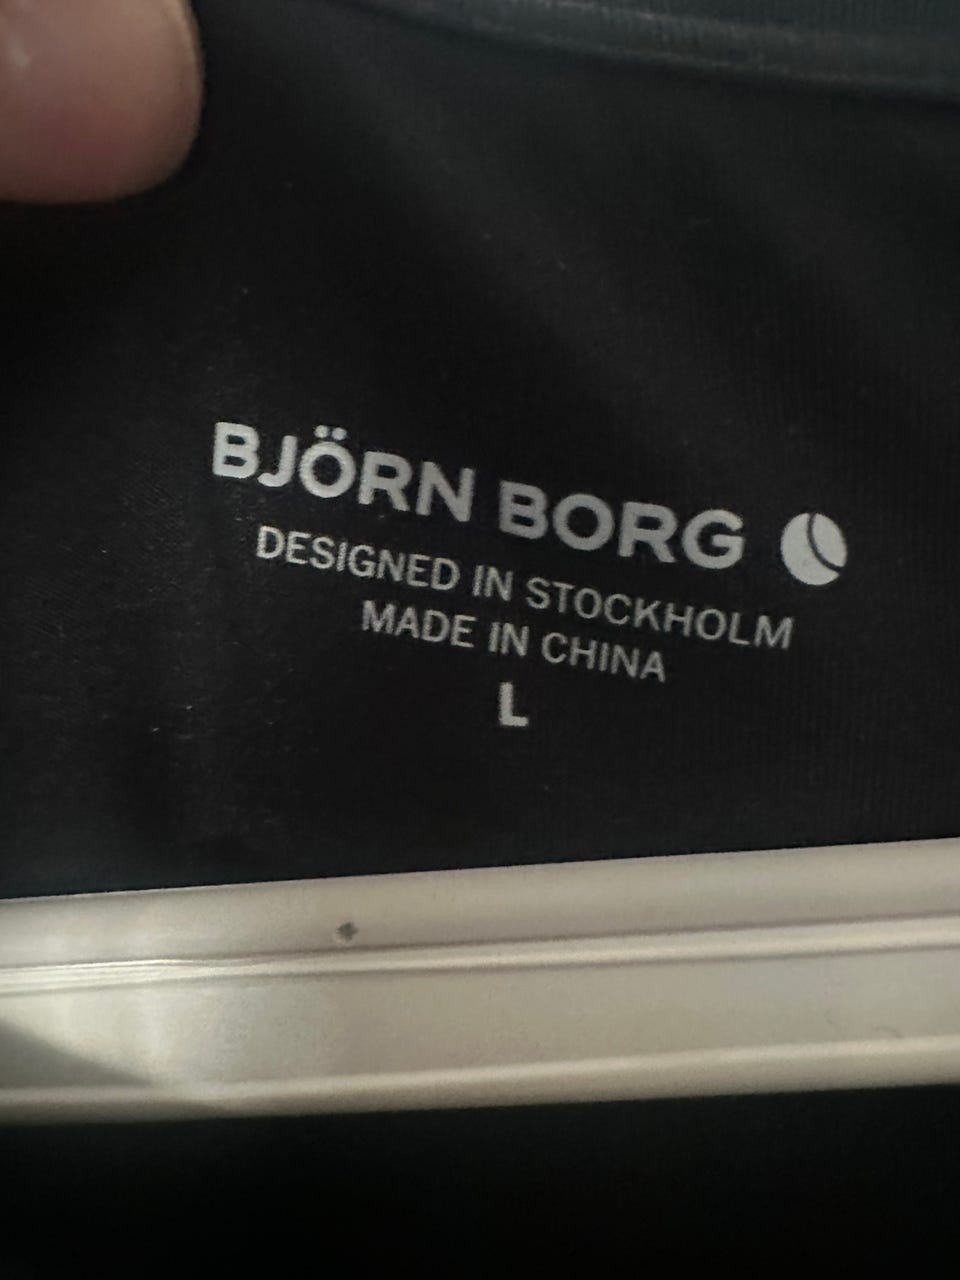 BJÖRN BORG
DESIGNED IN STOCKHOLM
MADE IN CHINA
L